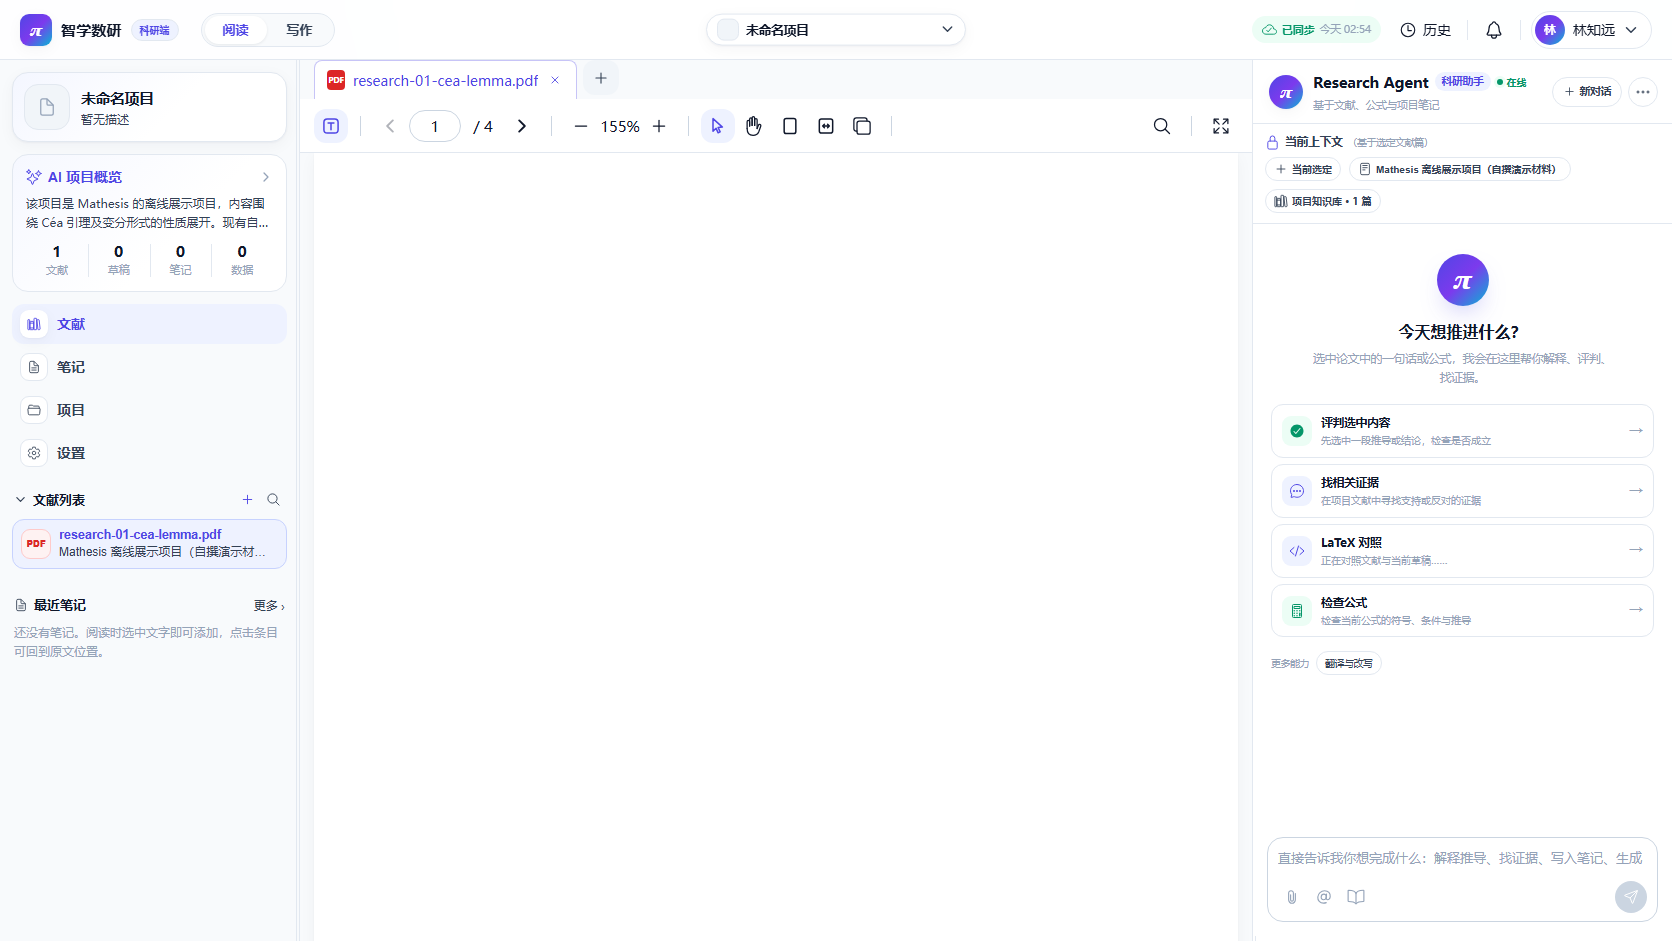 π 智学数研 科研端 阅读 写作
未命名项目
已同步 今天 02:54 历史 林 林知远
未命名项目
暂无描述
AI 项目概览
该项目是 Mathesis 的离线展示项目，内容围
绕 Céa 引理及变分形式的性质展开。现有自...
1 0 0 0
文献 草稿 笔记 数据
文献
笔记
项目
设置
文献列表
PDF research-01-cea-lemma.pdf
Mathesis 离线展示项目（自撰演示材...
最近笔记 更多 ›
还没有笔记。阅读时选中文字即可添加，点击条目
可回到原文位置。
PDF research-01-cea-lemma.pdf × +
T 1 / 4 155%
π Research Agent 科研助手 在线
基于文献、公式与项目笔记
+ 新对话
当前上下文 （基于选定文献篇）
+ 当前选定 Mathesis 离线展示项目（自撰演示材料）
项目知识库 • 1 篇
π
今天想推进什么？
选中论文中的一句话或公式，我会在这里帮你解释、评判、
找证据。
评判选中内容
先选中一段推导或结论，检查是否成立
找相关证据
在项目文献中寻找支持或反对的证据
LaTeX 对照
正在对照文献与当前草稿……
检查公式
检查当前公式的符号、条件与推导
更多能力 翻译与改写
直接告诉我你想完成什么：解释推导、找证据、写入笔记、生成
@